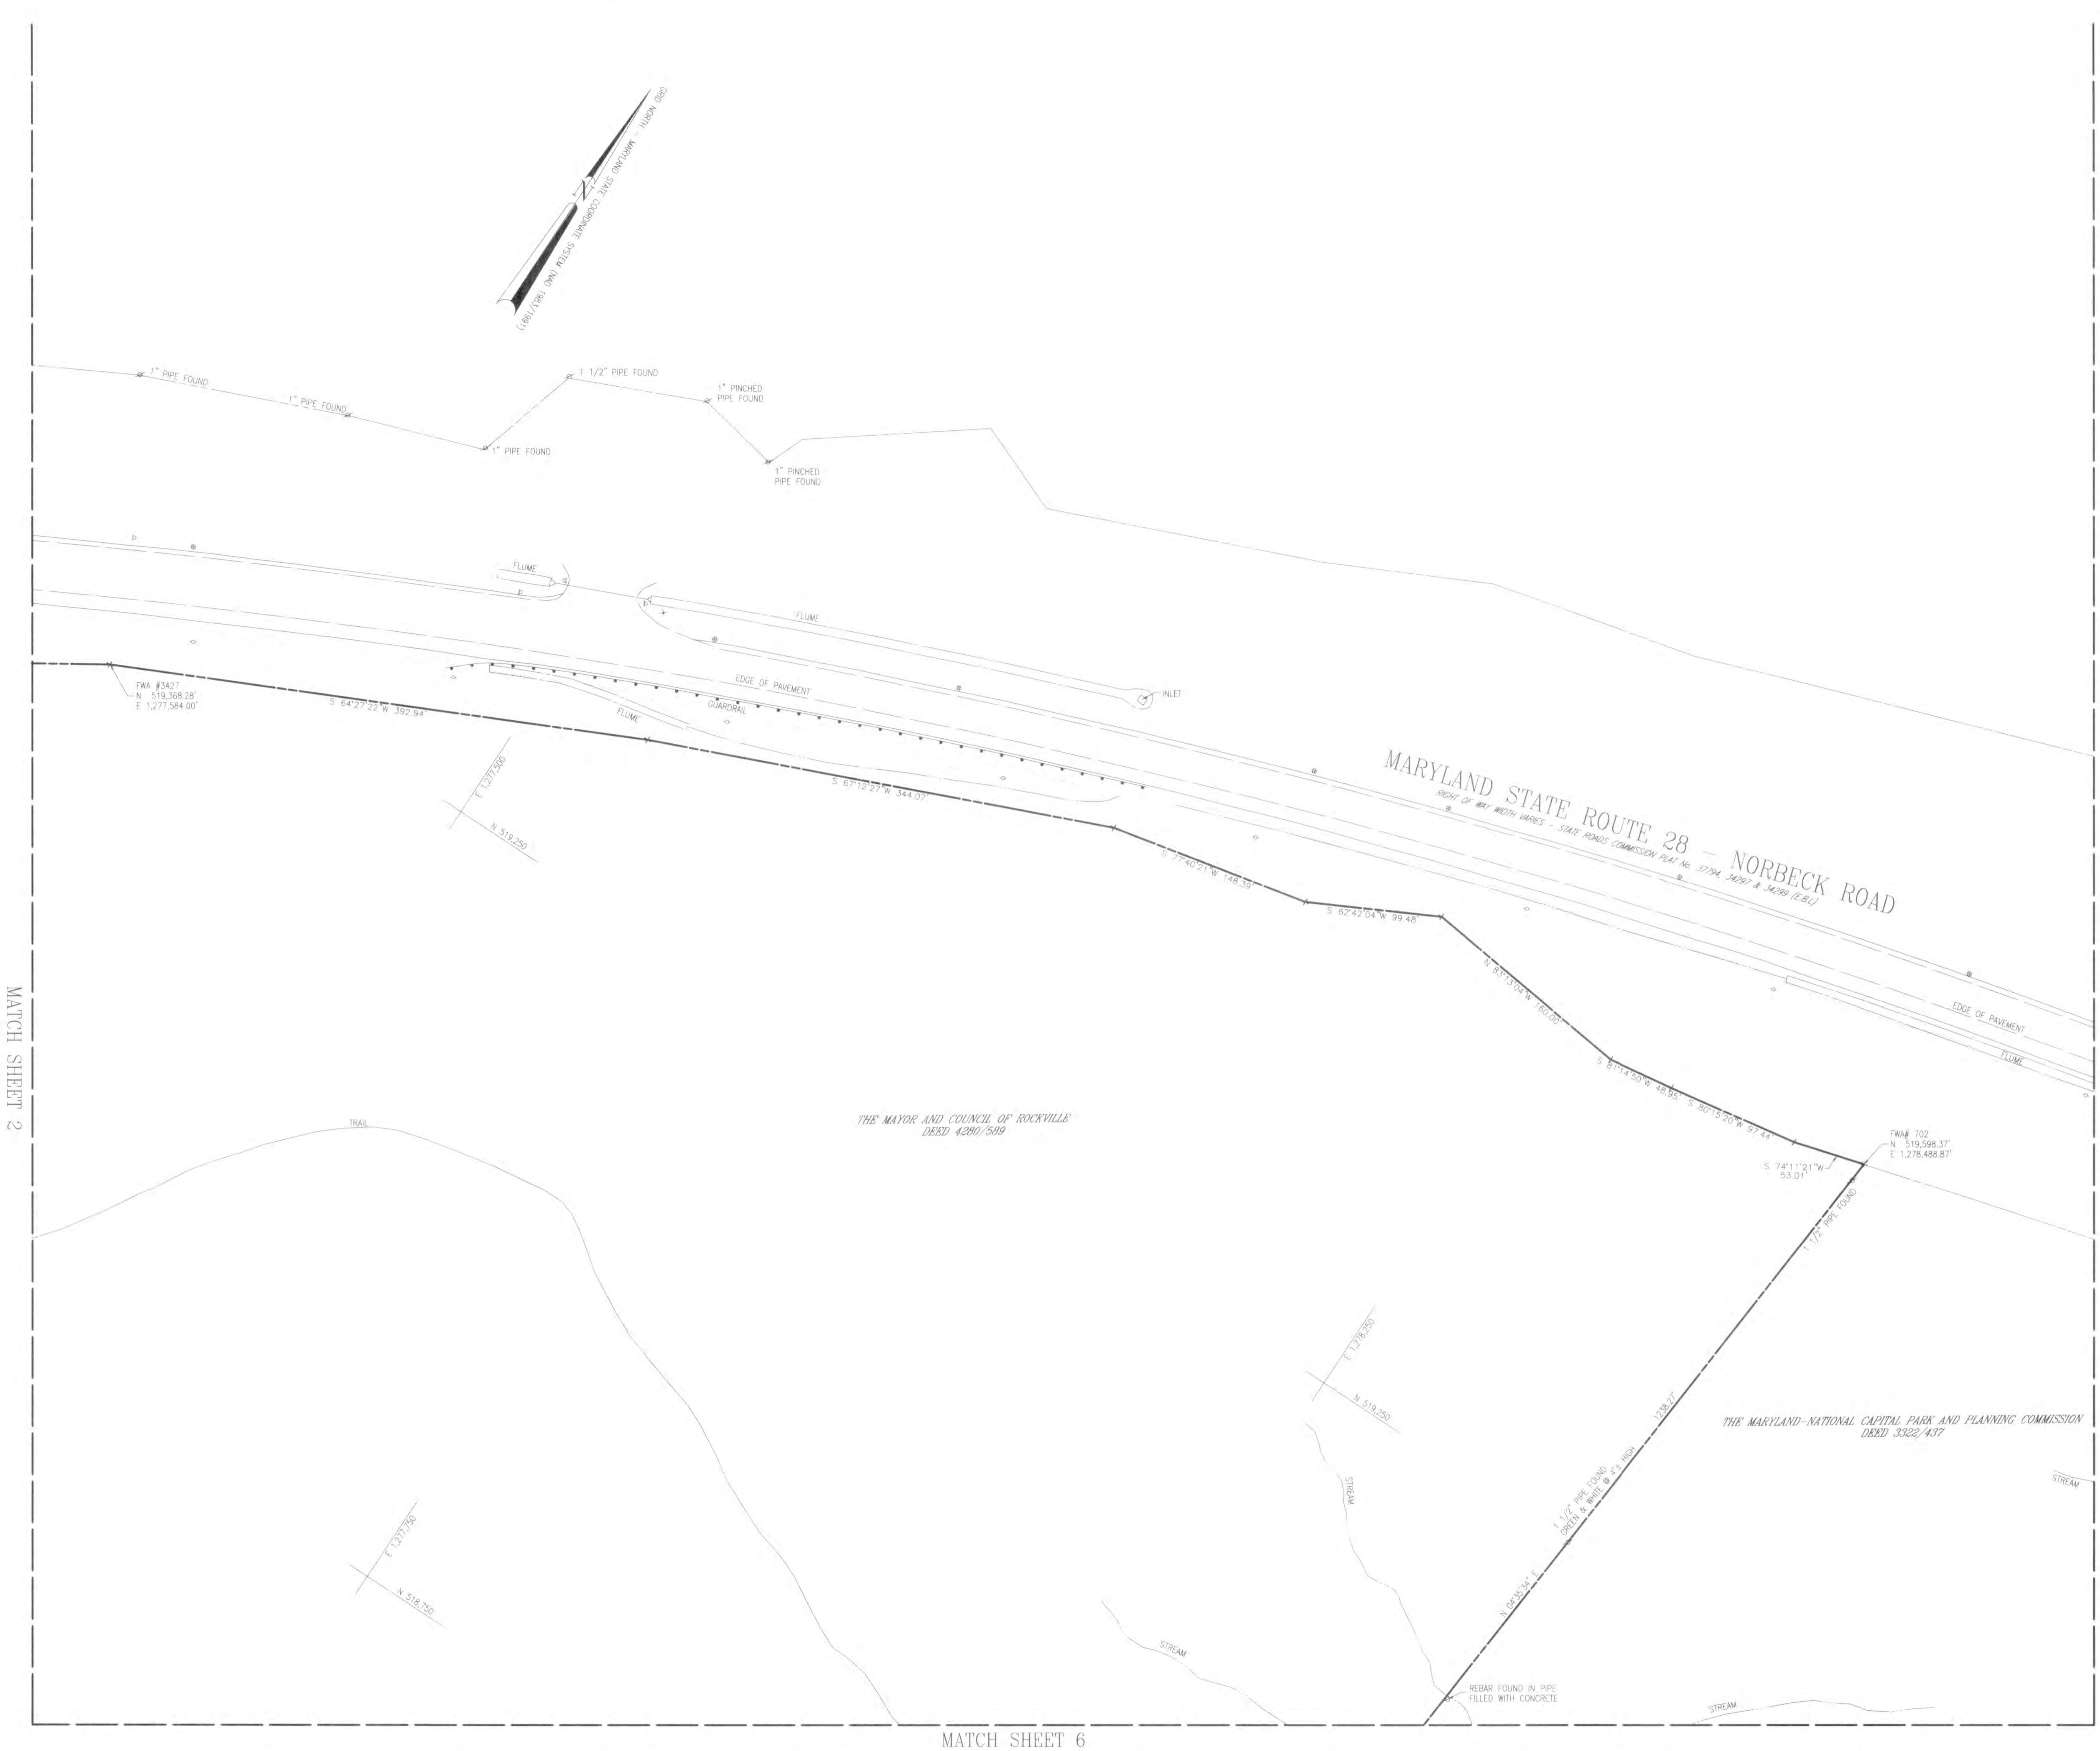 GRID NORTH - MARYLAND STATE COORDINATE SYSTEM (NAD 1983/1991)
1" PIPE FOUND
1" PIPE FOUND
1" PIPE FOUND
1 1/2" PIPE FOUND
1" PINCHED
PIPE FOUND
1" PINCHED
PIPE FOUND
FLUME
FLUME
INLET
EDGE OF PAVEMENT
GUARDRAIL
FLUME
FWA #3427
N 519,368.28'
E 1,277,584.00'
S 64°27'22"W 392.94'
E 1,277,500
N 519,250
S 67°12'27"W 344.07'
MARYLAND STATE ROUTE 28 - NORBECK ROAD
RIGHT OF WAY WIDTH VARIES - STATE ROADS COMMISSION PLAT No. 37794, 34297 & 34299 (E.B.L)
S 77°40'21"W 148.39'
S 62°42'04"W 99.48'
N 83°13'04"W 160.00'
EDGE OF PAVEMENT
FLUME
S 81°14'50"W 48.95'
S 80°15'20"W 97.44'
S 74°11'21"W
53.01'
FWA# 702
N 519,598.37'
E 1,278,488.87'
1 1/2" PIPE FOUND
MATCH SHEET 2
TRAIL
THE MAYOR AND COUNCIL OF ROCKVILLE
DEED 4280/589
E 1,278,250
N 519,250
1238.27'
THE MARYLAND-NATIONAL CAPITAL PARK AND PLANNING COMMISSION
DEED 3322/437
STREAM
STREAM
1 1/2" PIPE FOUND
GREEN & WHITE @ 4'± HIGH
E 1,277,750
N 518,750
N 04°35'34" E
STREAM
REBAR FOUND IN PIPE
FILLED WITH CONCRETE
STREAM
MATCH SHEET 6